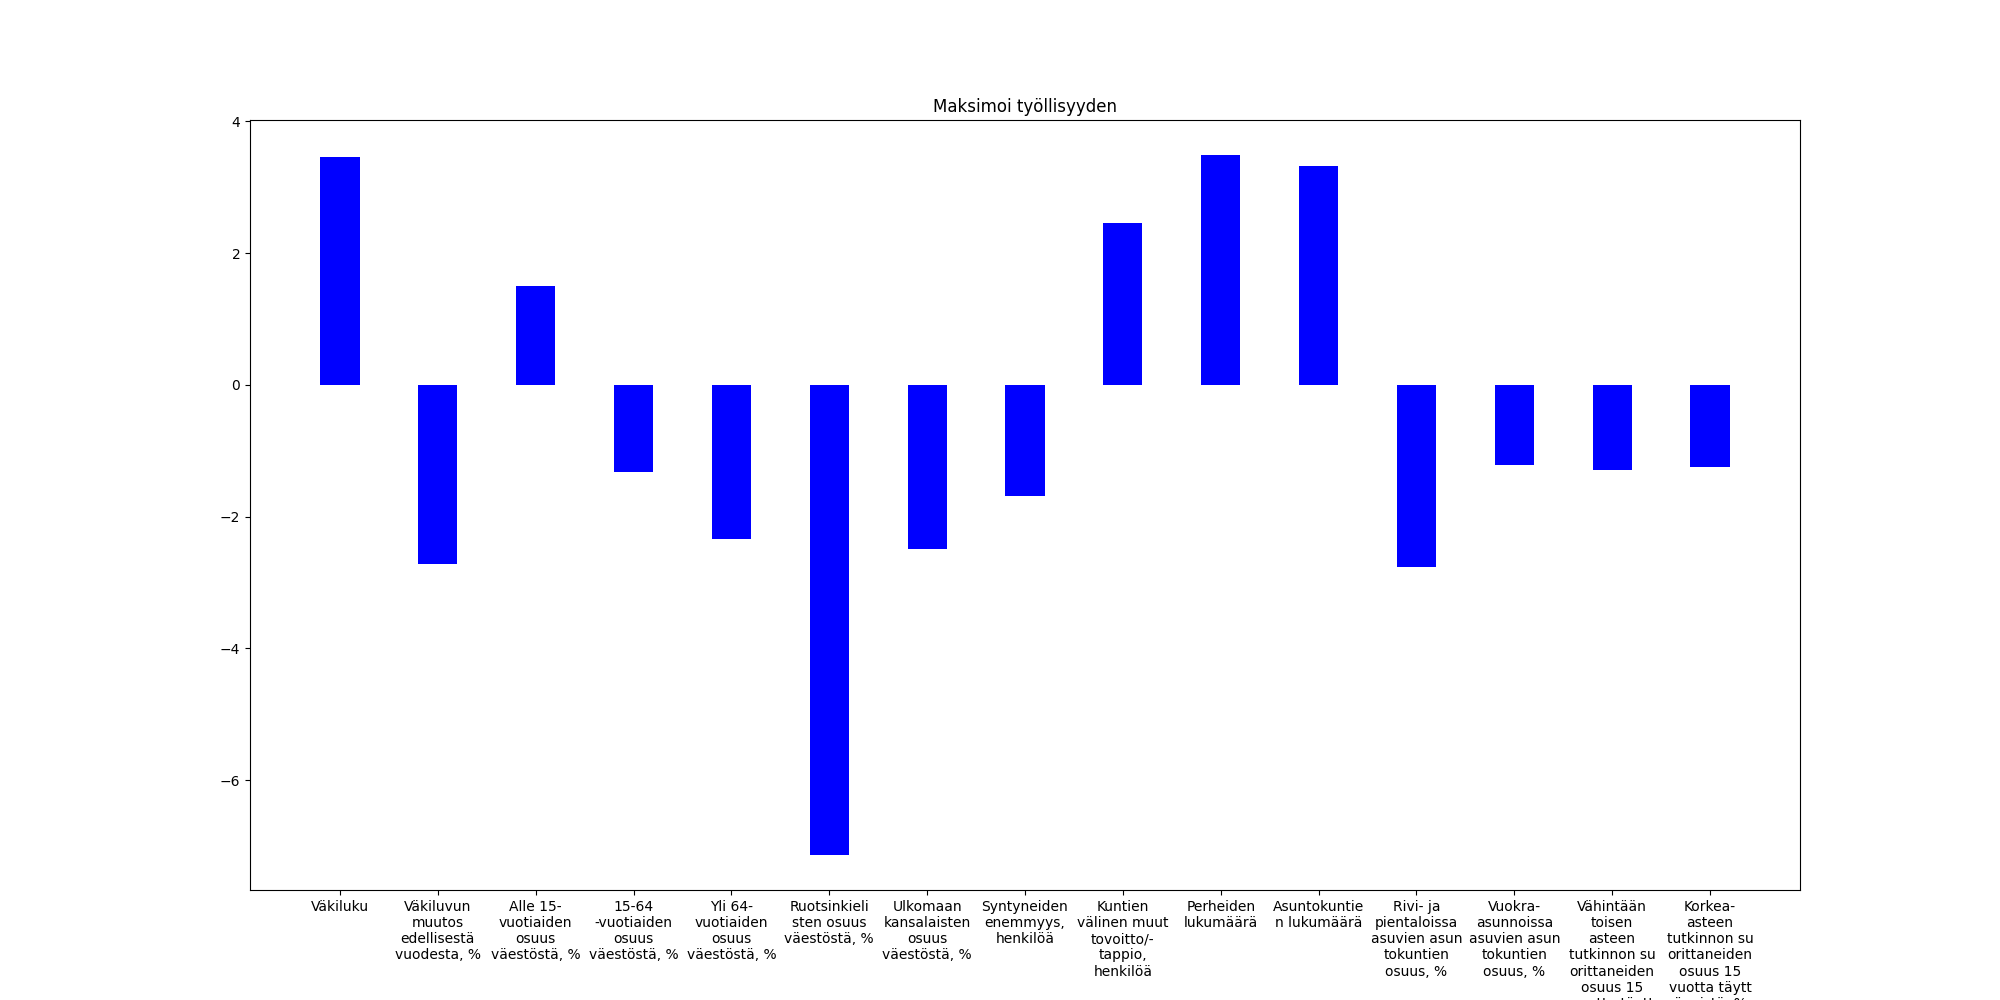 Maksimoi työllisyyden
4
2
0
−2
−4
−6
Väkiluku
Väkiluvun
muutos
edellisestä
vuodesta, %
Alle 15-
vuotiaiden
osuus
väestöstä, %
15-64
-vuotiaiden
osuus
väestöstä, %
Yli 64-
vuotiaiden
osuus
väestöstä, %
Ruotsinkieli
sten osuus
väestöstä, %
Ulkomaan
kansalaisten
osuus
väestöstä, %
Syntyneiden
enemmyys,
henkilöä
Kuntien
välinen muut
tovoitto/-
tappio,
henkilöä
Perheiden
lukumäärä
Asuntokuntie
n lukumäärä
Rivi- ja
pientaloissa
asuvien asun
tokuntien
osuus, %
Vuokra-
asunnoissa
asuvien asun
tokuntien
osuus, %
Vähintään
toisen
asteen
tutkinnon su
orittaneiden
osuus 15
Korkea-
asteen
tutkinnon su
orittaneiden
osuus 15
vuotta täytt